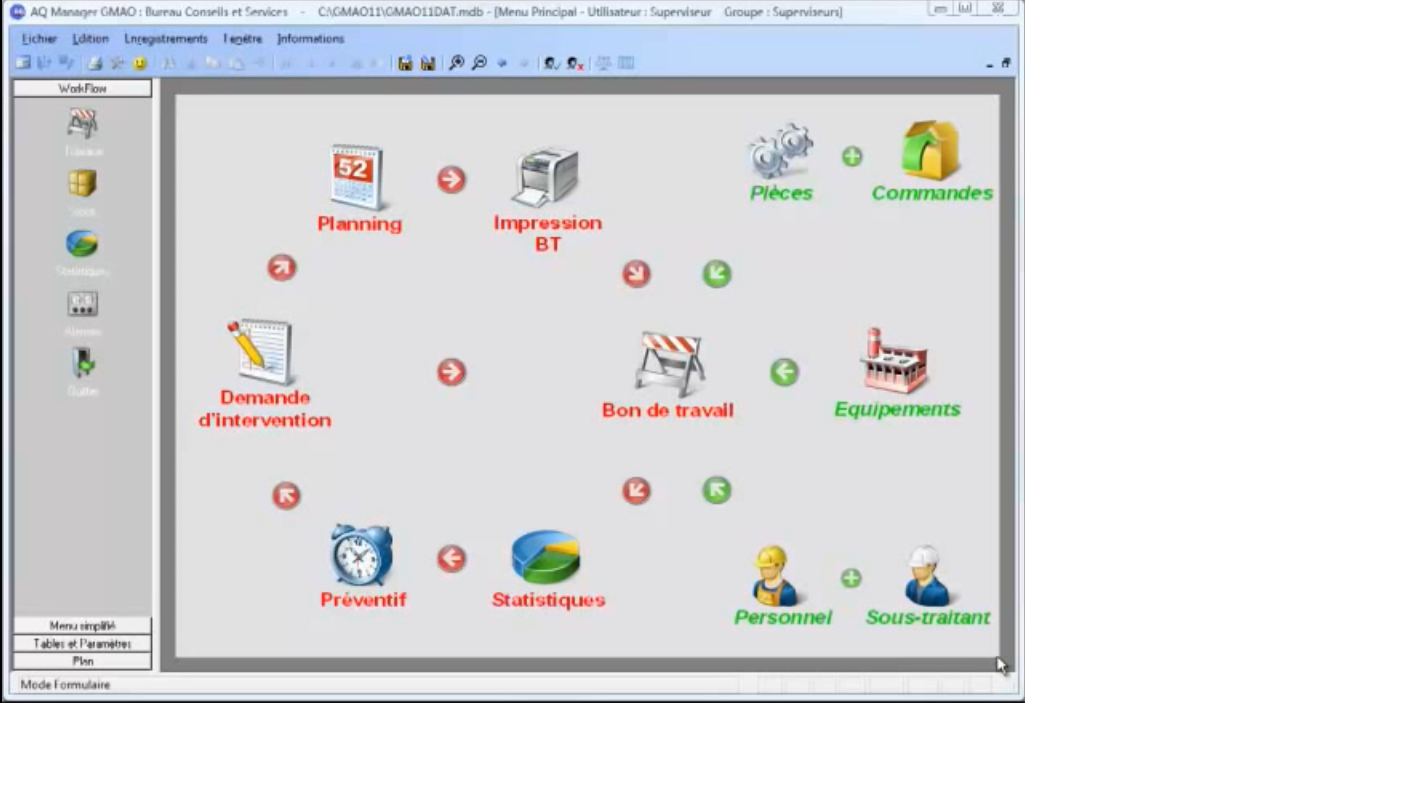 AQ Manager GMAO : Bureau Conseils et Services - C:\GMAO11\GMAO11DAT.mdb - [Menu Principal - Utilisateur : Superviseur Groupe : Superviseurs]
Fichier Edition Enregistrements Fenêtre Informations
WorkFlow
Travaux
Stock
Statistiques
Alarmes
Quitter
52
Planning
Impression
BT
Pièces
Commandes
Demande
d'intervention
Bon de travail
Equipements
Préventif
Statistiques
Personnel
Sous-traitant
Menu simplifié
Tables et Paramètres
Plan
Mode Formulaire